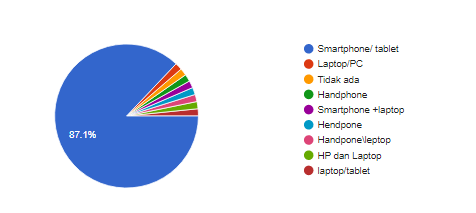 87.1%
Smartphone/ tablet
Laptop/PC
Tidak ada
Handphone
Smartphone +laptop
Hendpone
Handpone\leptop
HP dan Laptop
laptop/tablet